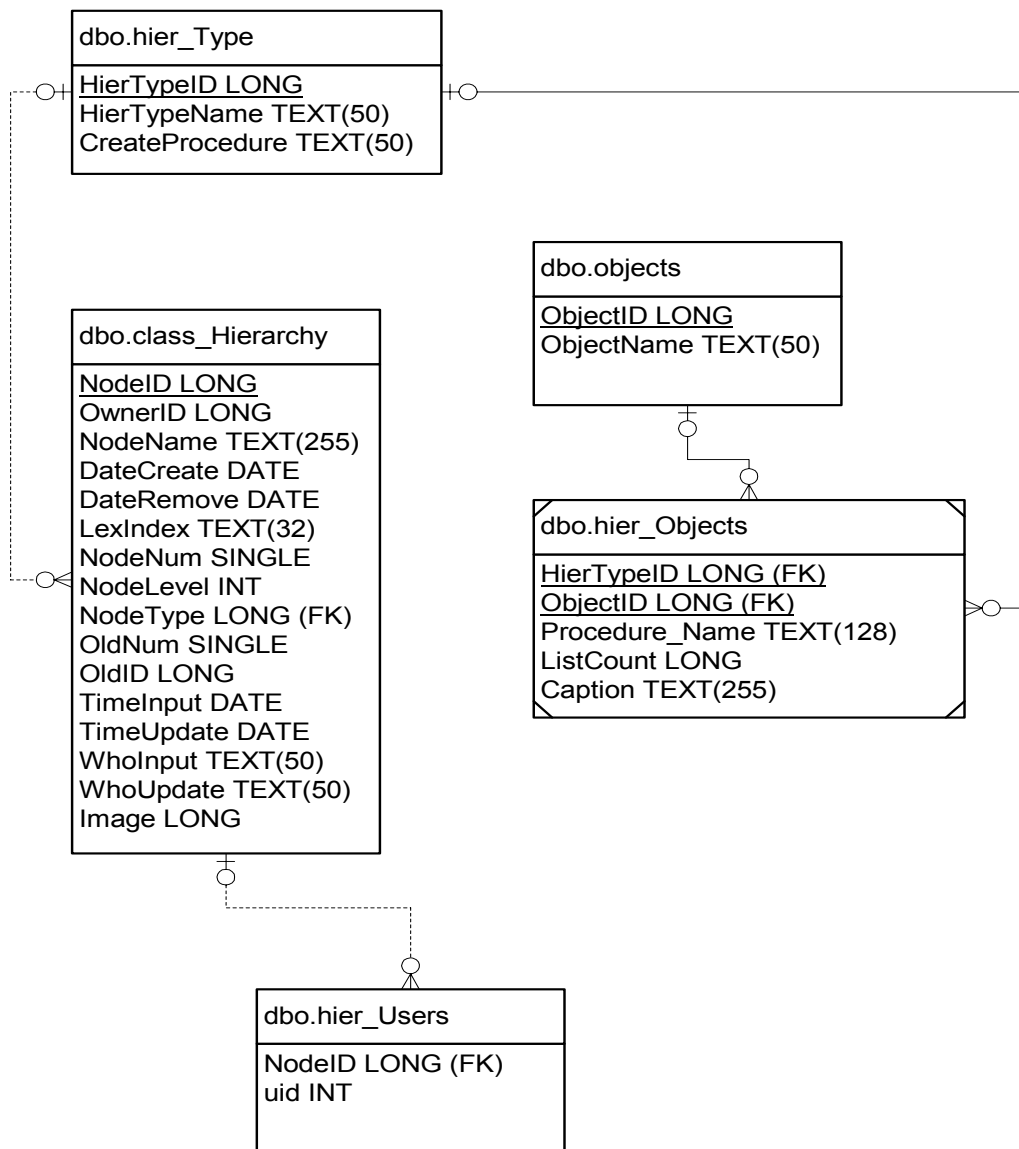 dbo.hier_Type
HierTypeID LONG
HierTypeName TEXT(50)
CreateProcedure TEXT(50)
dbo.objects
ObjectID LONG
ObjectName TEXT(50)
dbo.class_Hierarchy
NodeID LONG
OwnerID LONG
NodeName TEXT(255)
DateCreate DATE
DateRemove DATE
LexIndex TEXT(32)
NodeNum SINGLE
NodeLevel INT
NodeType LONG (FK)
OldNum SINGLE
OldID LONG
TimeInput DATE
TimeUpdate DATE
WhoInput TEXT(50)
WhoUpdate TEXT(50)
Image LONG
dbo.hier_Objects
HierTypeID LONG (FK)
ObjectID LONG (FK)
Procedure_Name TEXT(128)
ListCount LONG
Caption TEXT(255)
dbo.hier_Users
NodeID LONG (FK)
uid INT